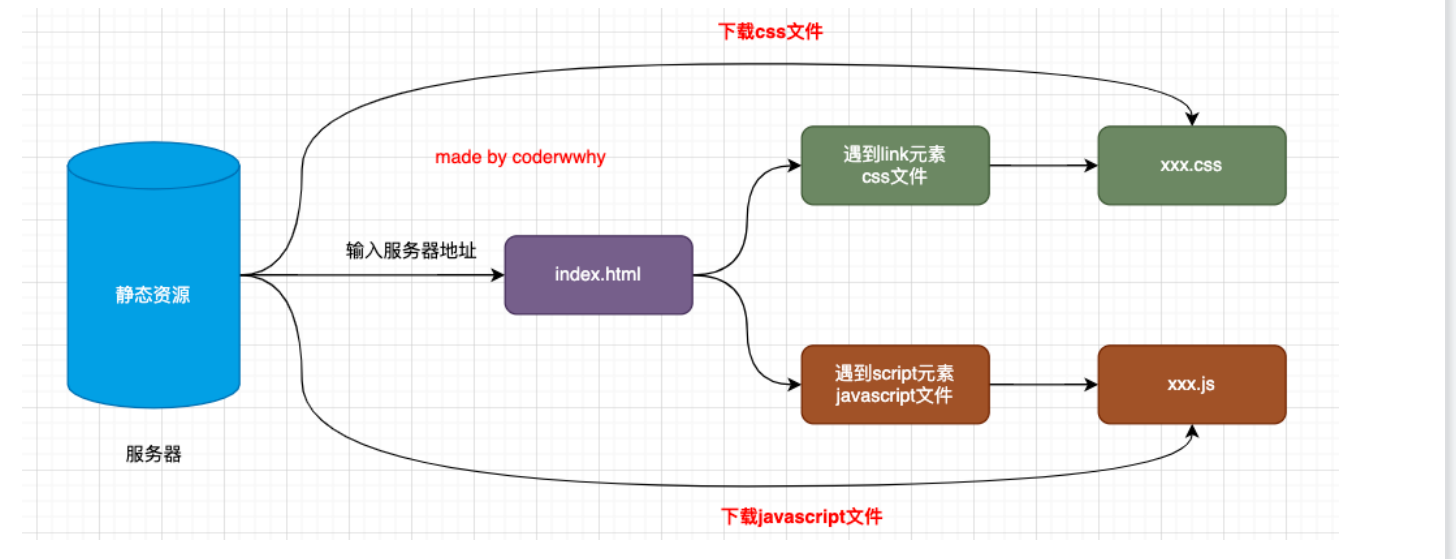 下载css文件
made by coderwwhy
遇到link元素
css文件
xxx.css
输入服务器地址
index.html
静态资源
遇到script元素
javascript文件
xxx.js
服务器
下载javascript文件